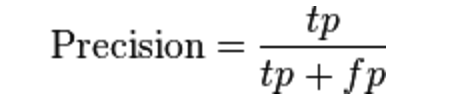 Precision = tp / tp + fp